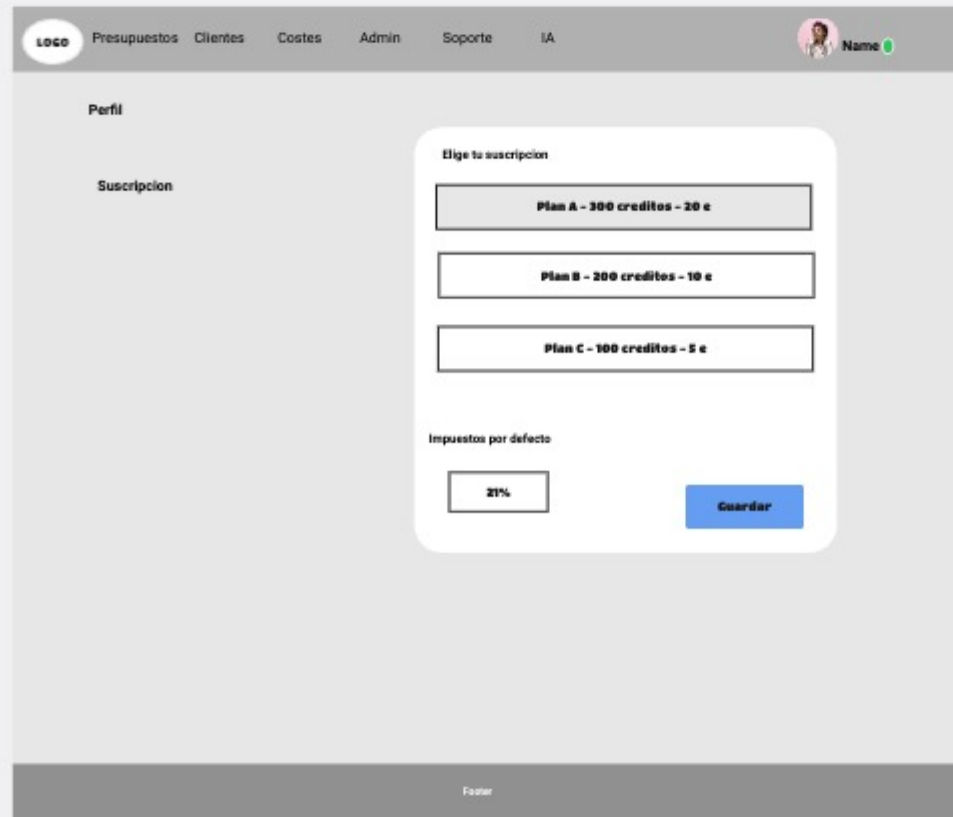 LOGO Presupuestos Clientes Costes Admin Soporte IA Name
Perfil
Suscripcion
Elige tu suscripcion
Plan A - 300 creditos - 20 e
Plan B - 200 creditos - 10 e
Plan C - 100 creditos - 5 e
Impuestos por defecto
21%
Guardar
Footer